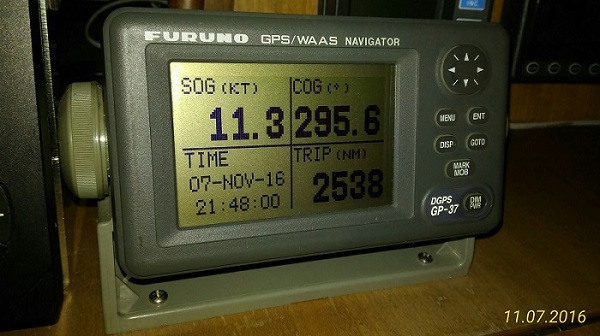 FURUNO GPS/WAAS NAVIGATOR
SOG (KT) COG (°)
11.3 295.6
TIME TRIP (NM)
07-NOV-16 2538
21:48:00
MENU ENT
DISP GOTO
MARK
MOB
DGPS
GP-37
DIM
PWR
11.07.2016